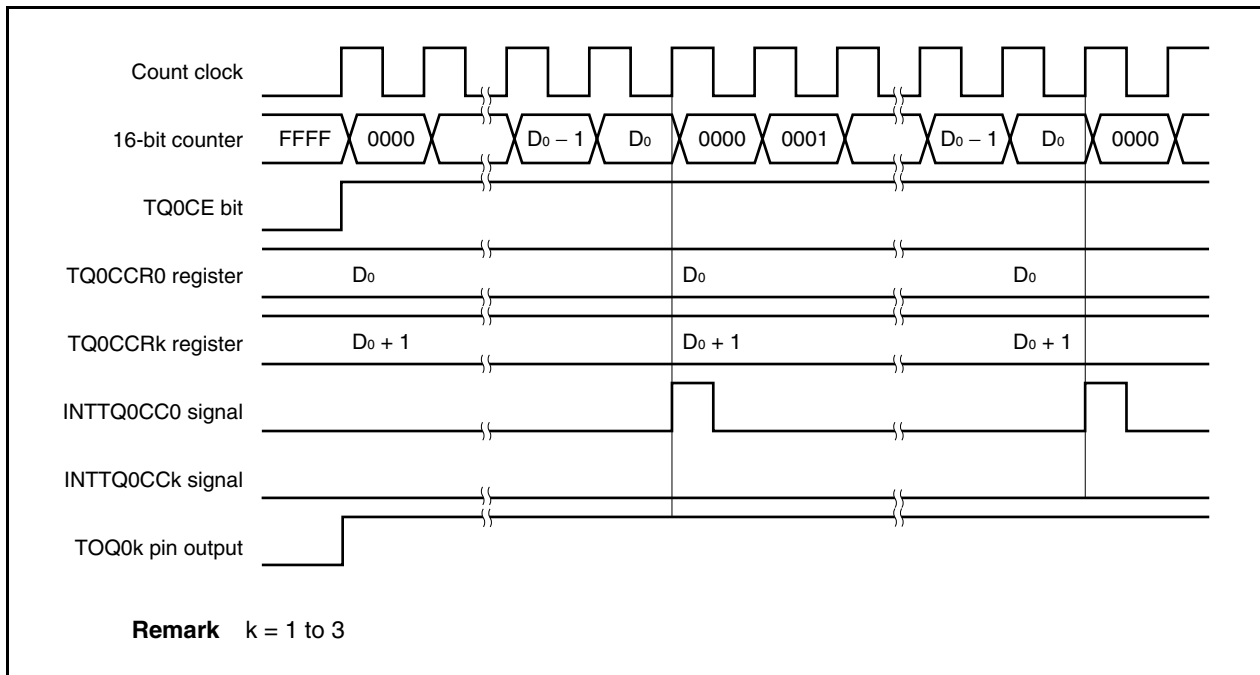 Count clock
16-bit counter FFFF 0000 D₀ − 1 D₀ 0000 0001 D₀ − 1 D₀ 0000
TQ0CE bit
TQ0CCR0 register D₀ D₀ D₀
TQ0CCRk register D₀ + 1 D₀ + 1 D₀ + 1
INTTQ0CC0 signal
INTTQ0CCk signal
TOQ0k pin output
Remark k = 1 to 3